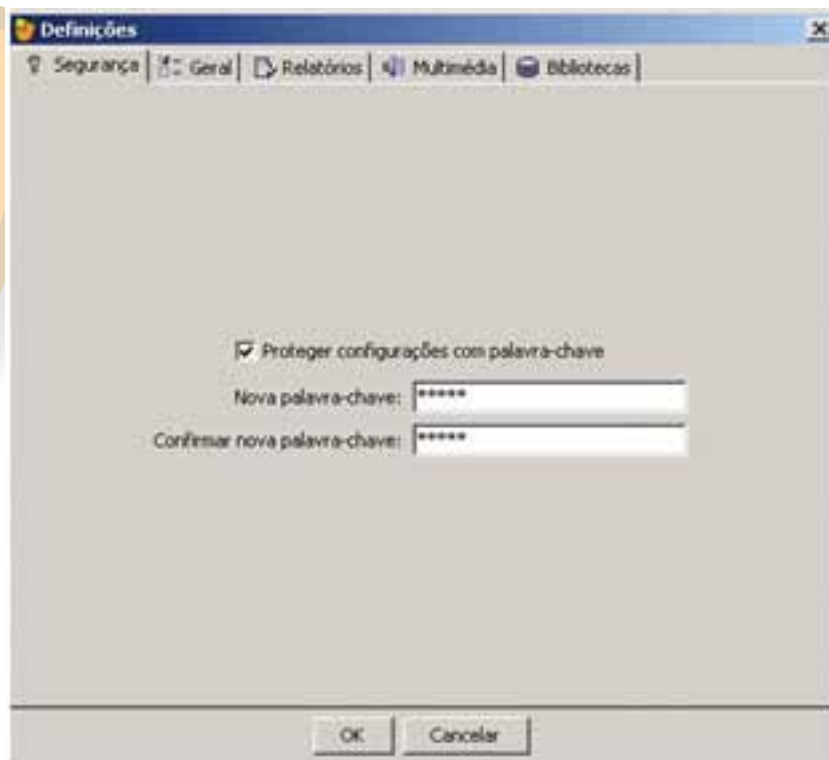 Definições
Segurança Geral Relatórios Multimédia Bibliotecas
Proteger configurações com palavra-chave
Nova palavra-chave: *****
Confirmar nova palavra-chave: *****
OK Cancelar